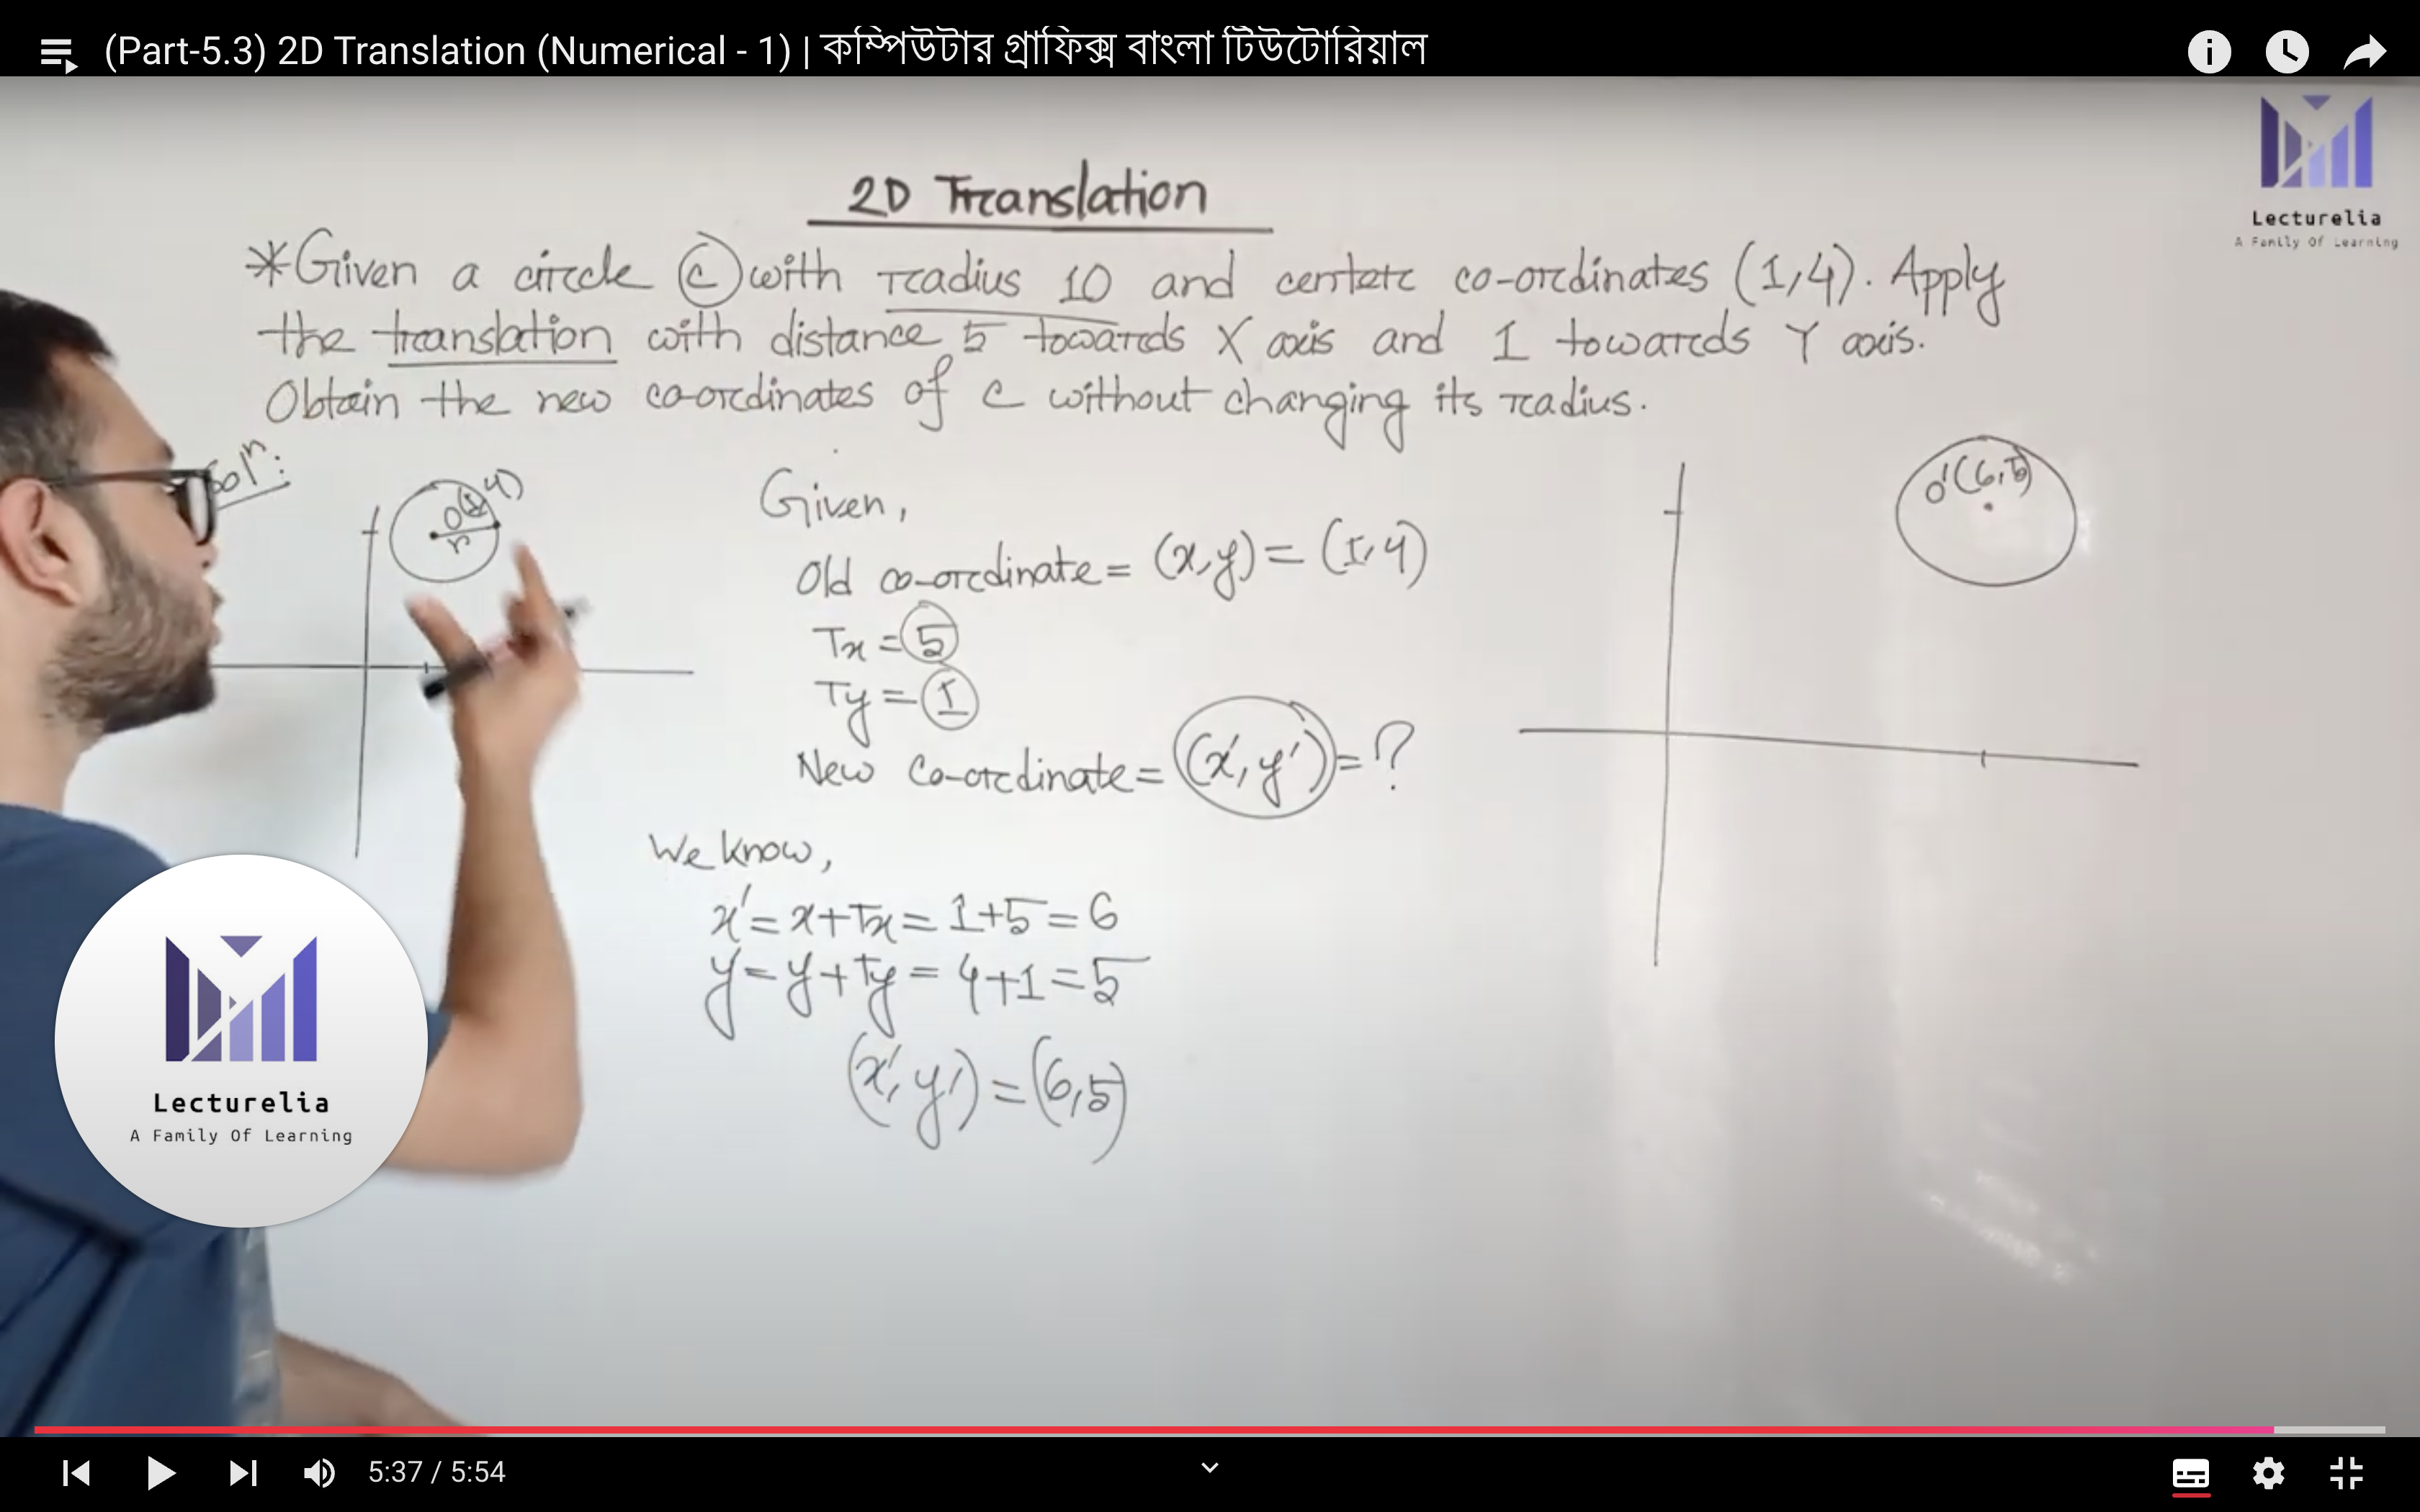 (Part-5.3) 2D Translation (Numerical - 1) | কম্পিউটার গ্রাফিক্স বাংলা টিউটোরিয়াল
Lecturelia
A Family Of Learning
2D Translation
*Given a circle C with radius 10 and center co-ordinates (1,4). Apply
the translation with distance 5 towards X axis and 1 towards Y axis.
Obtain the new co-ordinates of C without changing its radius.
Solⁿ:
O(1,4)
r
Given,
Old co-ordinate = (x,y) = (1,4)
Tx = 5
Ty = 1
New co-ordinate = (x',y') = ?
O'(6,5)
We know,
x' = x+Tx = 1+5 = 6
y' = y+Ty = 4+1 = 5
(x',y') = (6,5)
Lecturelia
A Family Of Learning
5:37 / 5:54